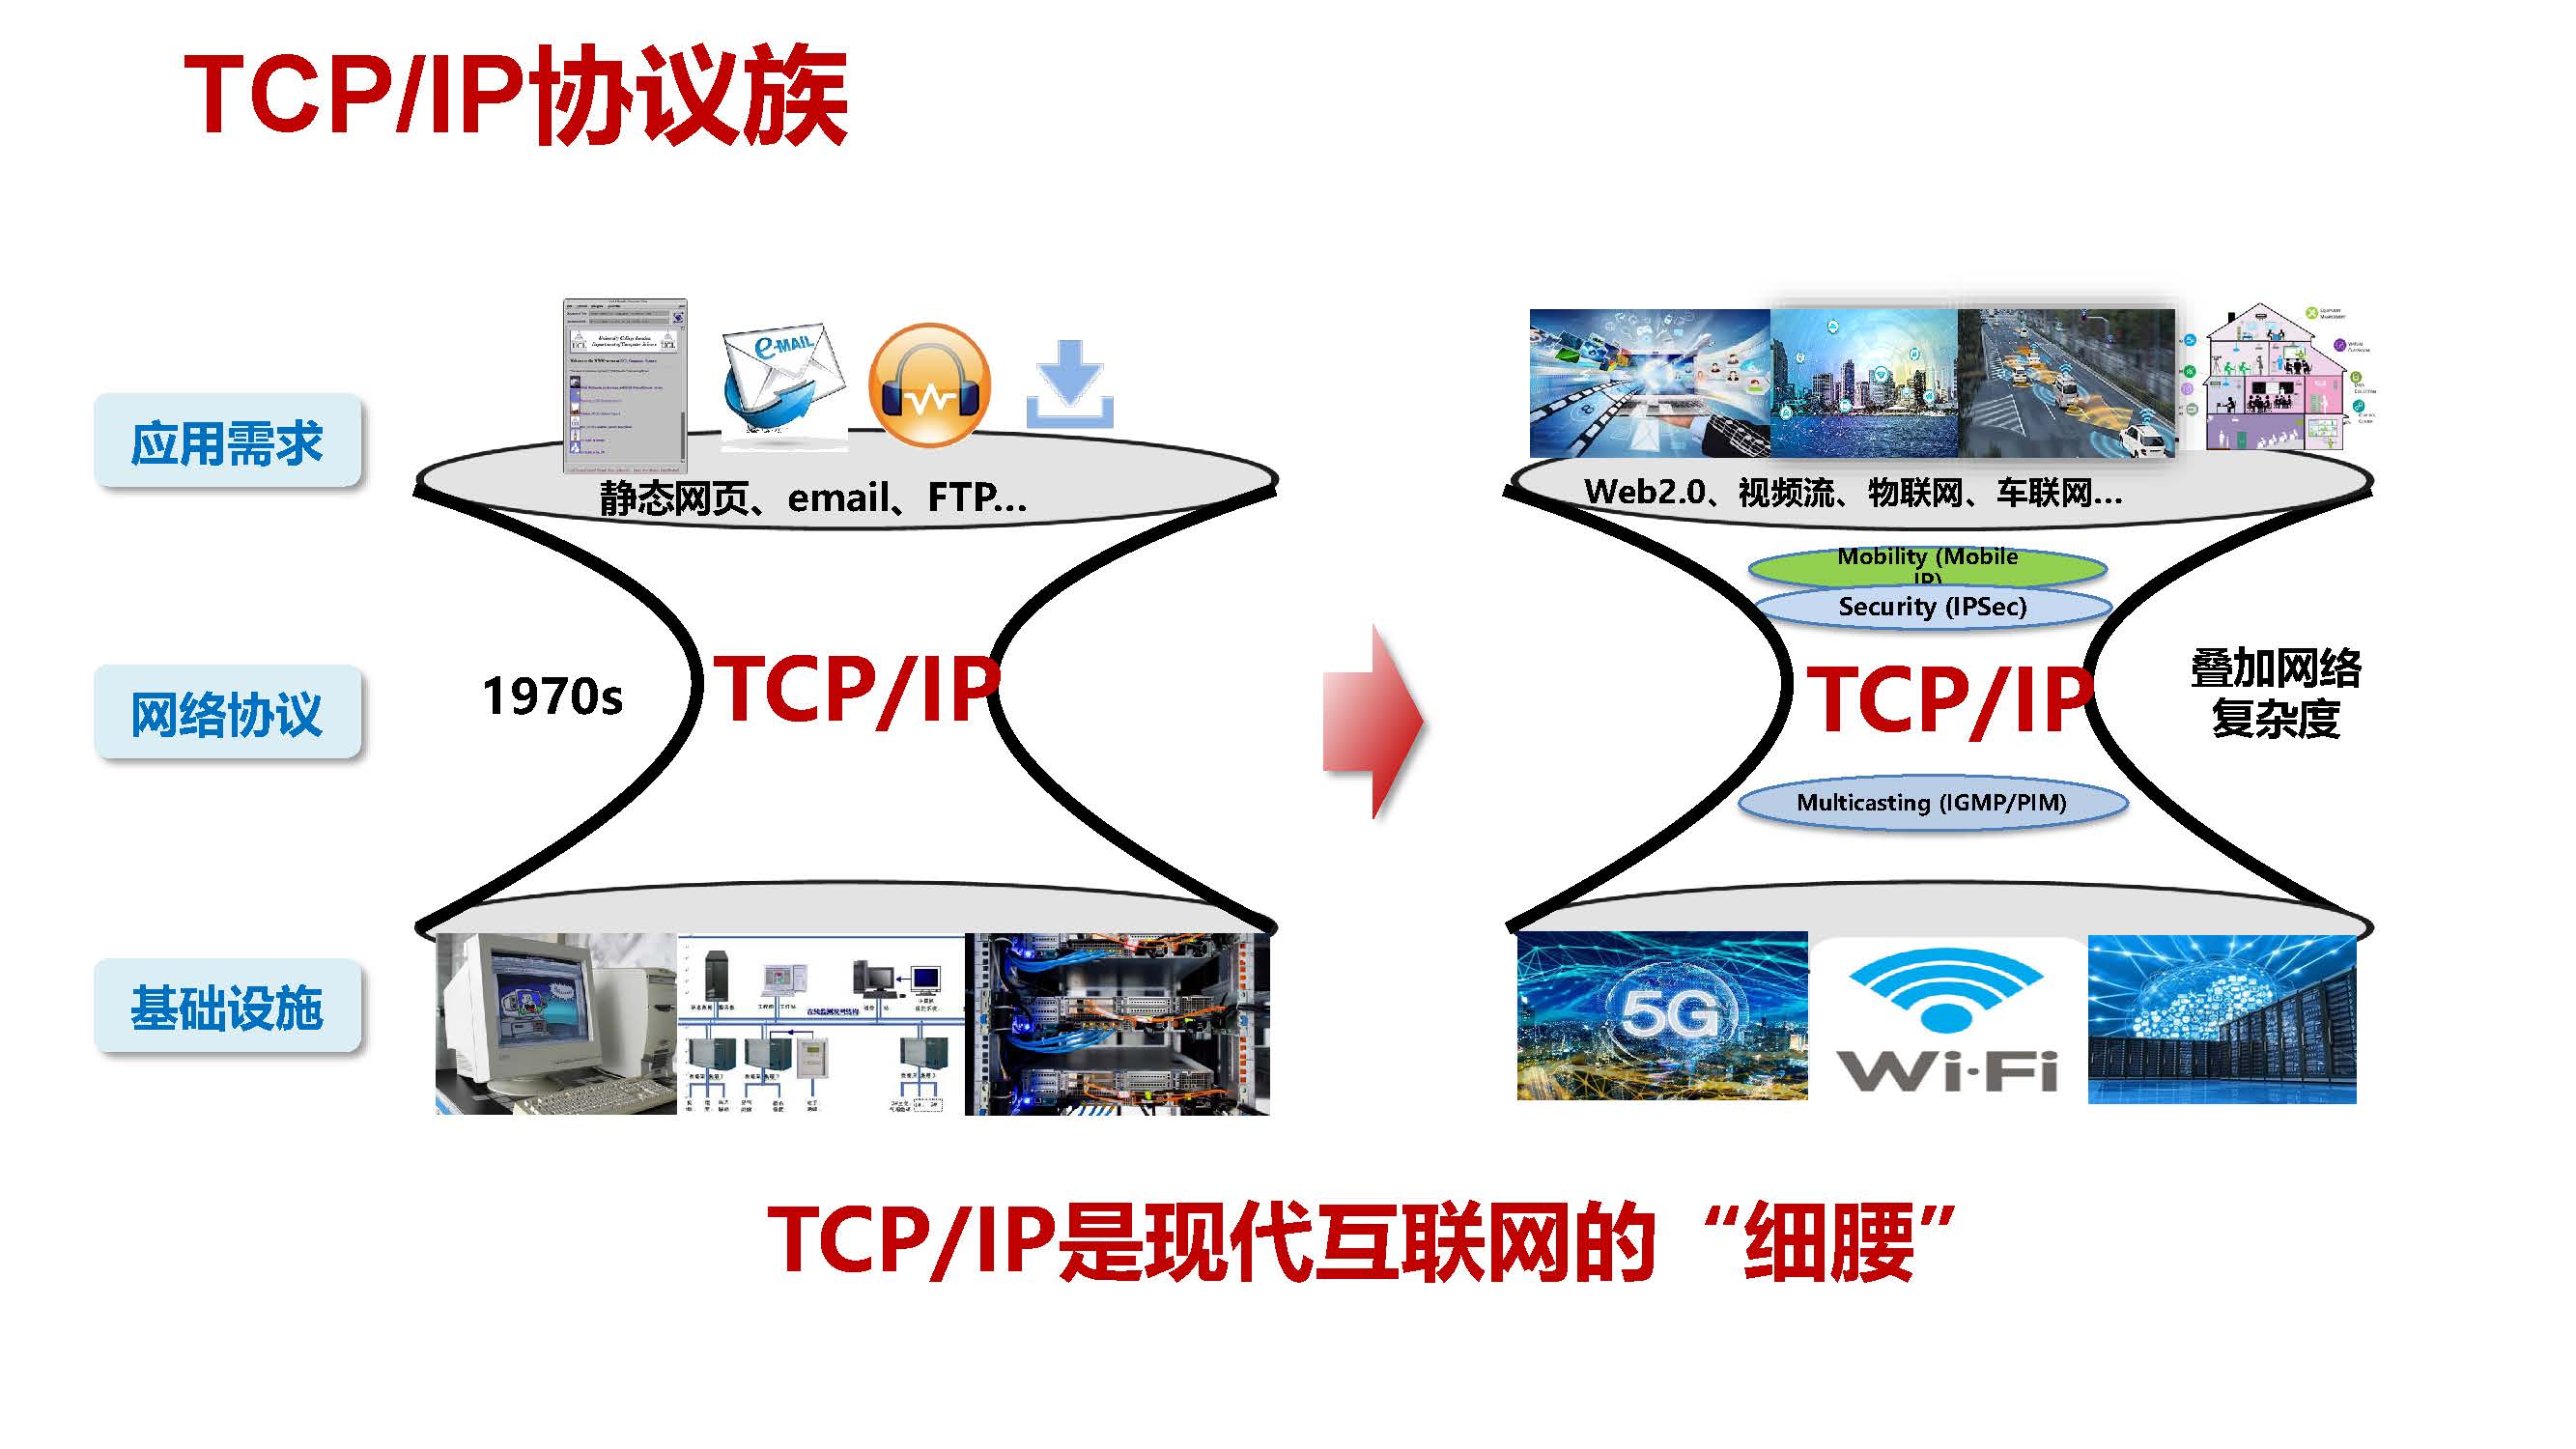 TCP/IP协议族
应用需求
e-MAIL
静态网页、email、FTP...
Web2.0、视频流、物联网、车联网...
Mobility (Mobile
IP)
Security (IPSec)
网络协议
1970s
TCP/IP
TCP/IP
叠加网络
复杂度
Multicasting (IGMP/PIM)
基础设施
5G
Wi-Fi
TCP/IP是现代互联网的“细腰”